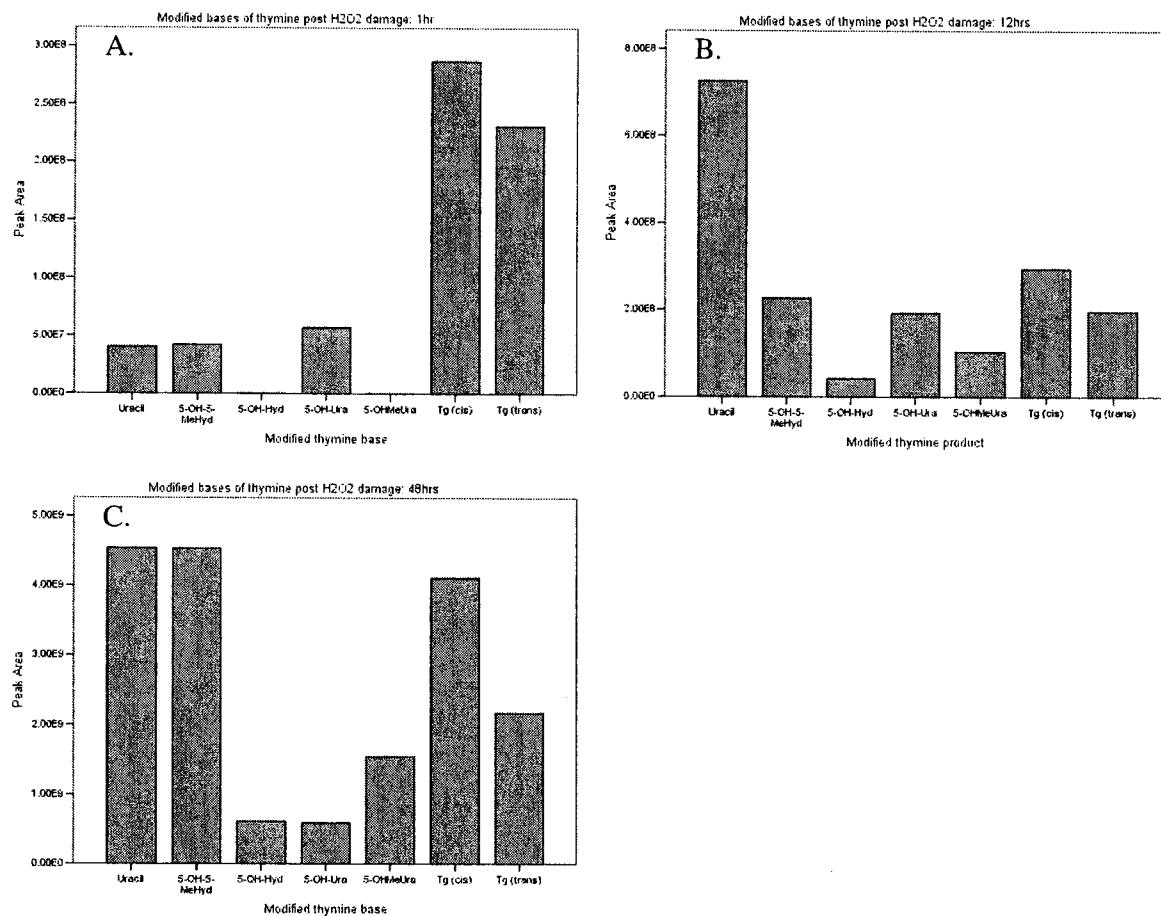 Modified bases of thymine post H2O2 damage: 1hr
A.
3.00E8
2.50E8
2.00E8
1.50E8
1.00E8
5.00E7
0.00E0
Peak Area
Uracil
5-OH-5-MeHyd
5-OH-Hyd
5-OH-Ura
5-OHMeUra
Tg (cis)
Tg (trans)
Modified thymine base
Modified bases of thymine post H2O2 damage: 12hrs
B.
8.00E8
6.00E8
4.00E8
2.00E8
0.00E0
Peak Area
Uracil
5-OH-5-MeHyd
5-OH-Hyd
5-OH-Ura
5-OHMeUra
Tg (cis)
Tg (trans)
Modified thymine product
Modified bases of thymine post H2O2 damage: 48hrs
C.
5.00E9
4.00E9
3.00E9
2.00E9
1.00E9
0.00E0
Peak Area
Uracil
5-OH-5-MeHyd
5-OH-Hyd
5-OH-Ura
5-OHMeUra
Tg (cis)
Tg (trans)
Modified thymine base